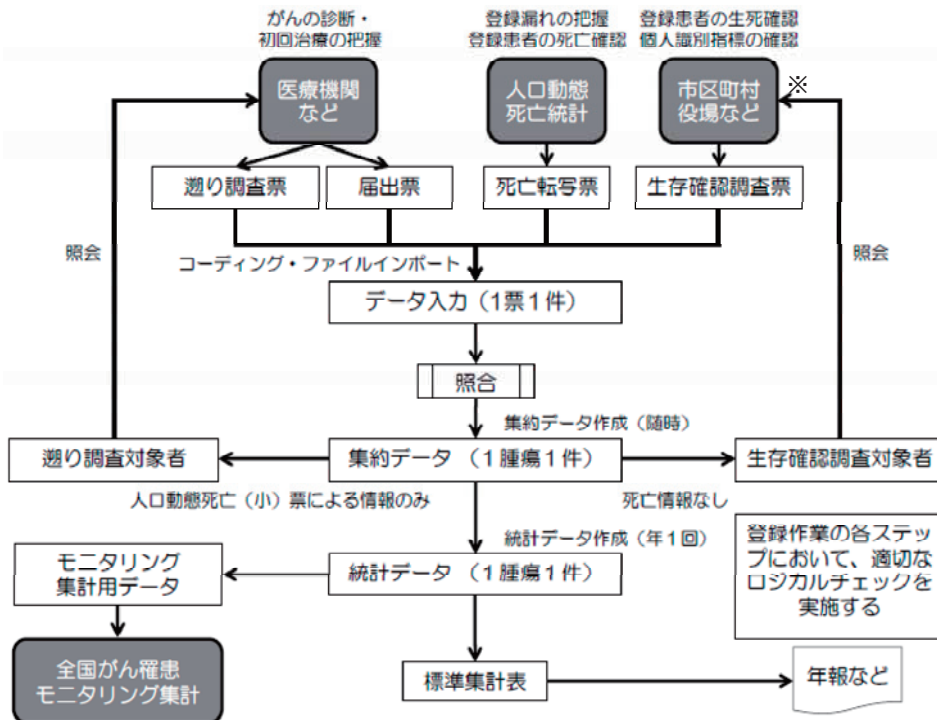 がんの診断・
初回治療の把握
登録漏れの把握
登録患者の死亡確認
登録患者の生死確認
個人識別指標の確認
医療機関
など
人口動態
死亡統計
市区町村
役場など
※
遡り調査票
届出票
死亡転写票
生存確認調査票
照会
照会
コーディング・ファイルインポート
データ入力（1票1件）
照合
集約データ作成（随時）
遡り調査対象者
集約データ （1腫瘍1件）
生存確認調査対象者
人口動態死亡（小）票による情報のみ
死亡情報なし
統計データ作成（年1回）
モニタリング
集計用データ
統計データ （1腫瘍1件）
登録作業の各ステッ
プにおいて、適切な
ロジカルチェックを
実施する
全国がん罹患
モニタリング集計
標準集計表
年報など